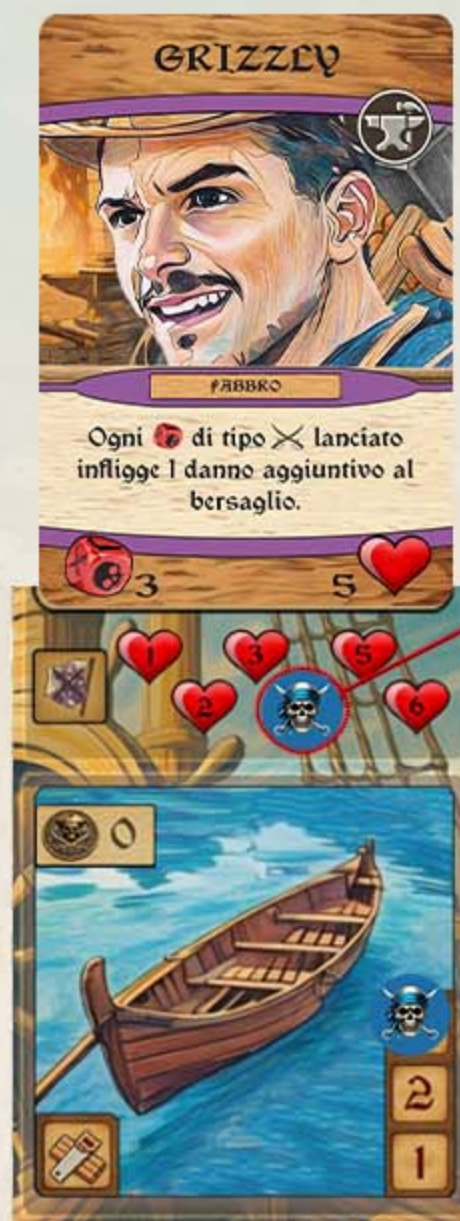 GRIZZLY
FABBRO
Ogni di tipo lanciato
infligge 1 danno aggiuntivo al
bersaglio.
3 5
1 3 5
2 6
0
2
1